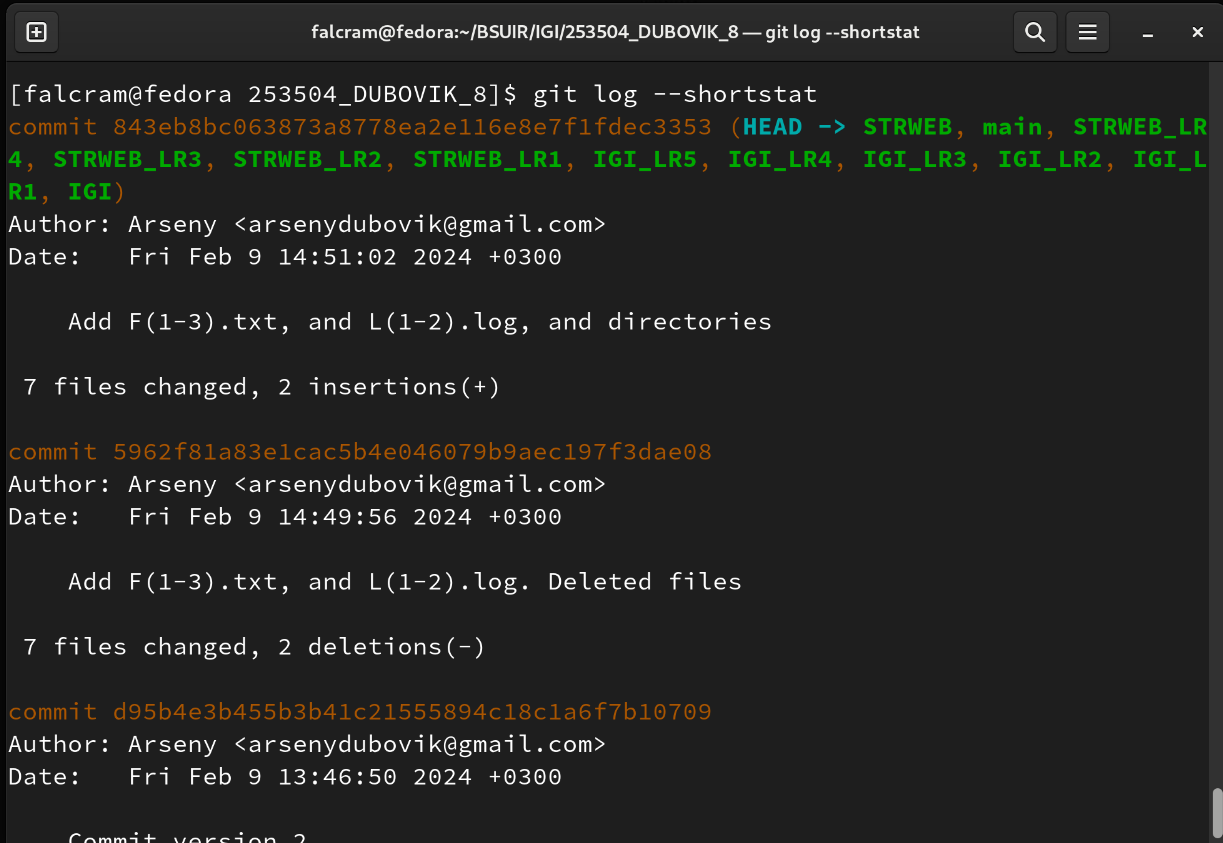 falcram@fedora:~/BSUIR/IGI/253504_DUBOVIK_8 — git log --shortstat
[falcram@fedora 253504_DUBOVIK_8]$ git log --shortstat
commit 843eb8bc063873a8778ea2e116e8e7f1fdec3353 (HEAD -> STRWEB, main, STRWEB_LR
4, STRWEB_LR3, STRWEB_LR2, STRWEB_LR1, IGI_LR5, IGI_LR4, IGI_LR3, IGI_LR2, IGI_L
R1, IGI)
Author: Arseny <arsenydubovik@gmail.com>
Date:   Fri Feb 9 14:51:02 2024 +0300
    Add F(1-3).txt, and L(1-2).log, and directories
 7 files changed, 2 insertions(+)
commit 5962f81a83e1cac5b4e046079b9aec197f3dae08
Author: Arseny <arsenydubovik@gmail.com>
Date:   Fri Feb 9 14:49:56 2024 +0300
    Add F(1-3).txt, and L(1-2).log. Deleted files
 7 files changed, 2 deletions(-)
commit d95b4e3b455b3b41c21555894c18c1a6f7b10709
Author: Arseny <arsenydubovik@gmail.com>
Date:   Fri Feb 9 13:46:50 2024 +0300
    Commit version 2